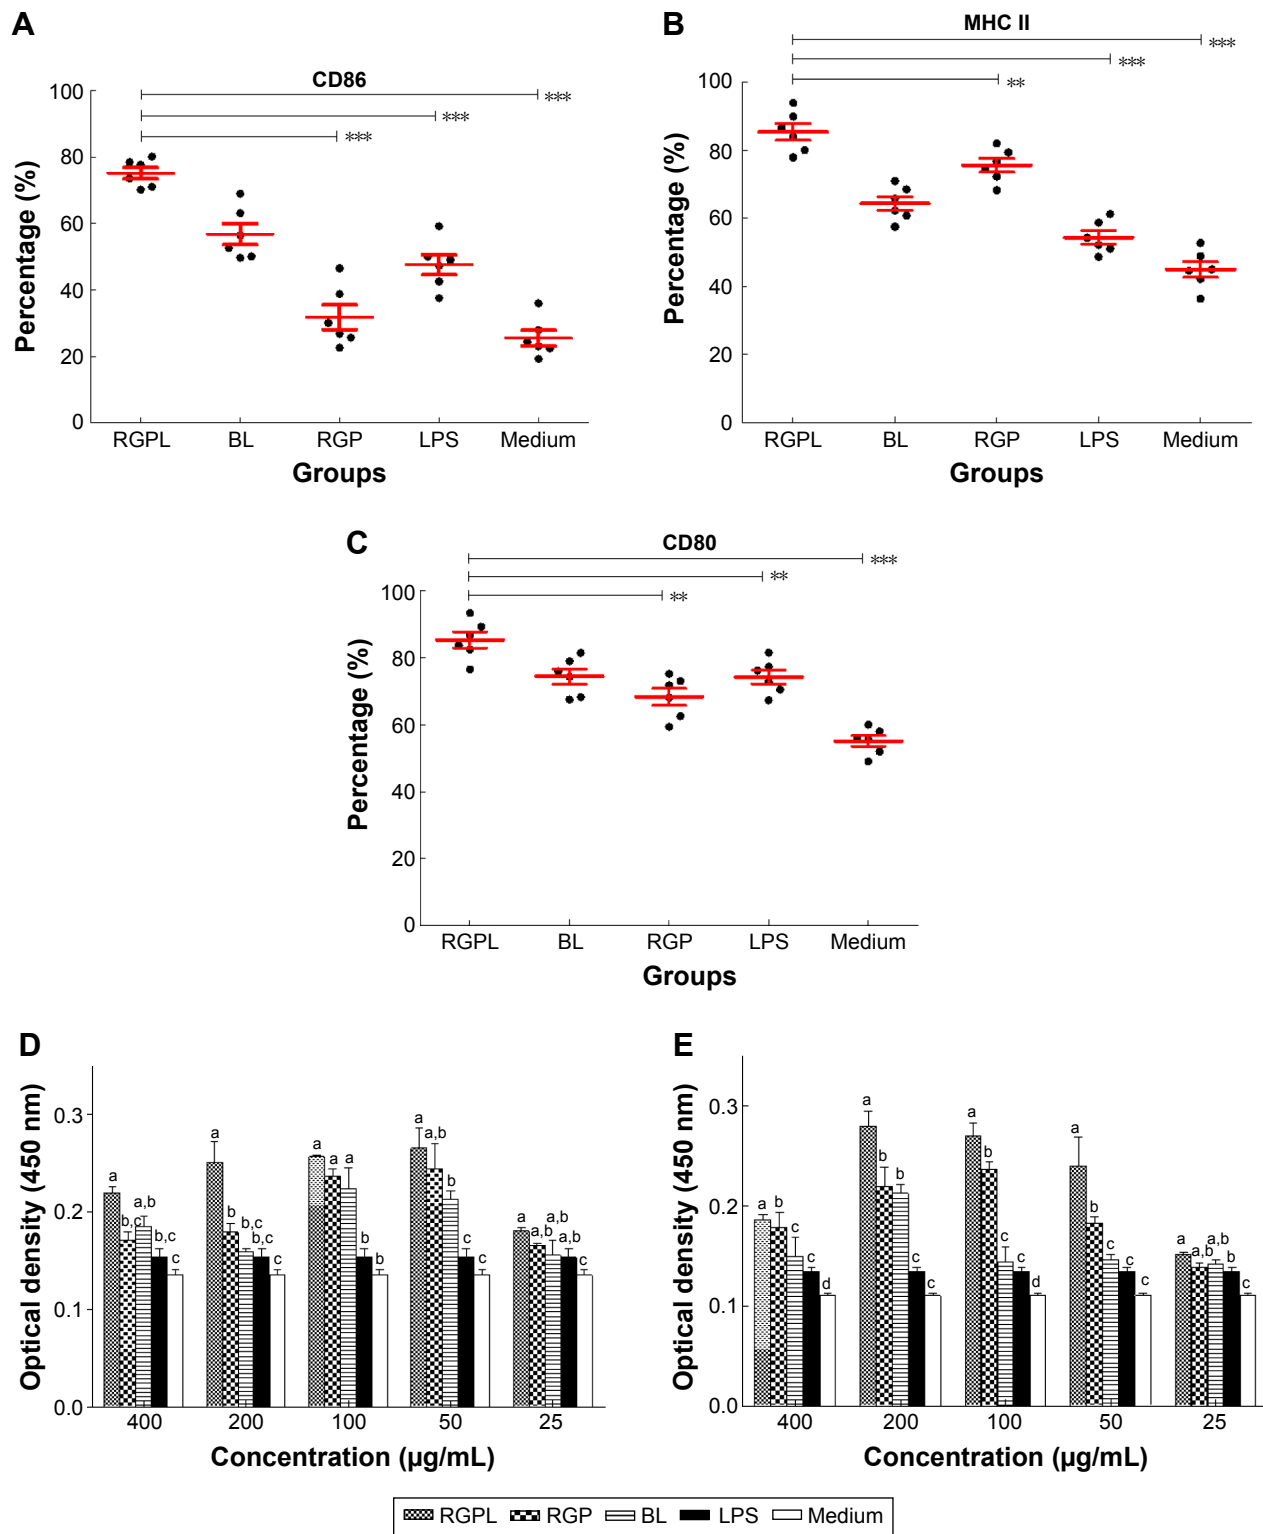 A
CD86
***
***
***
Percentage (%)
100
80
60
40
20
0
RGPL BL RGP LPS Medium
Groups
B
MHC II
***
***
**
Percentage (%)
100
80
60
40
20
0
RGPL BL RGP LPS Medium
Groups
C
CD80
***
**
**
Percentage (%)
100
80
60
40
20
0
RGPL BL RGP LPS Medium
Groups
D
Optical density (450 nm)
0.3
0.2
0.1
0.0
a b,c a,b b,c c
a b b,c b,c c
a a a b b
a a,b b c c
a a,b a,b a,b c
400 200 100 50 25
Concentration (µg/mL)
E
Optical density (450 nm)
0.3
0.2
0.1
0.0
a b c c d
a b b c c
a b c c d
a b c c c
a a,b a,b b c
400 200 100 50 25
Concentration (µg/mL)
RGPL RGP BL LPS Medium